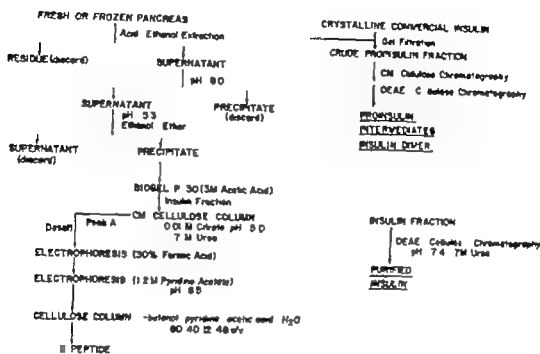 FRESH OR FROZEN PANCREAS
Acid Ethanol Extraction
RESIDUE (discard)
SUPERNATANT
pH 8.0
SUPERNATANT
pH 5.3
Ethanol Ether
PRECIPITATE
(discard)
SUPERNATANT
(discard)
PRECIPITATE
BIOGEL P 30 (3M Acetic Acid)
Insulin Fraction
CM CELLULOSE COLUMN
0.01 M Citrate pH 5.0
7 M Urea
Desalt
Peak A
ELECTROPHORESIS (30% Formic Acid)
ELECTROPHORESIS (1.2 M Pyridine Acetate)
pH 6.5
CELLULOSE COLUMN -butanol pyridine acetic acid H2O
60 40 12 48 v/v
PEPTIDE
CRYSTALLINE COMMERCIAL INSULIN
Gel Filtration
CRUDE PROINSULIN FRACTION
CM Cellulose Chromatography
DEAE Cellulose Chromatography
PROINSULIN
INTERMEDIATES
INSULIN DIMER
INSULIN FRACTION
DEAE Cellulose Chromatography
pH 7.4 7M Urea
PURIFIED
INSULIN